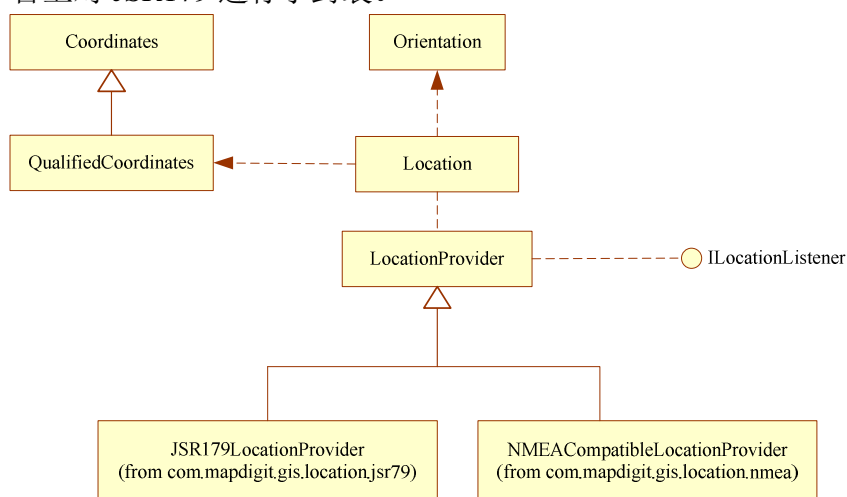 JSR179
Coordinates
Orientation
QualifiedCoordinates
Location
LocationProvider
ILocationListener
JSR179LocationProvider
(from com.mapdigit.gis.location.jsr79)
NMEACompatibleLocationProvider
(from com.mapdigit.gis.location.nmea)